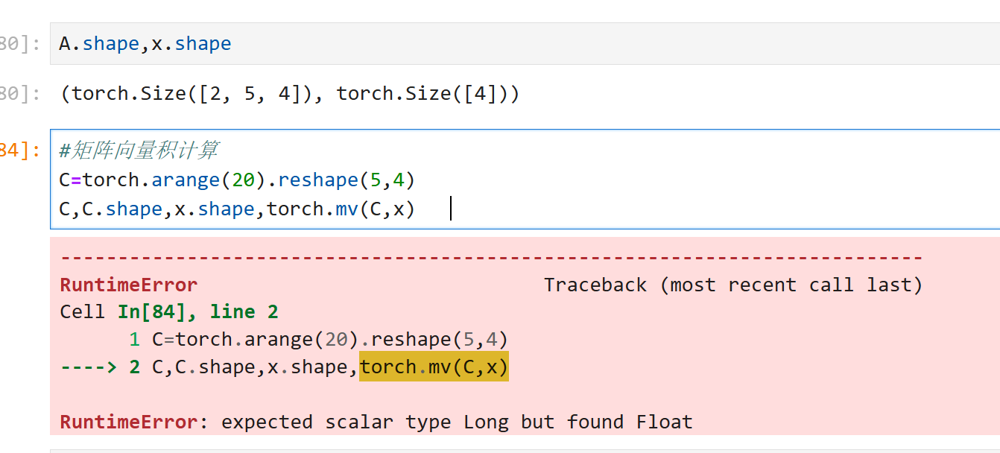 80]: A.shape,x.shape
80]: (torch.Size([2, 5, 4]), torch.Size([4]))
84]: #矩阵向量积计算
C=torch.arange(20).reshape(5,4)
C,C.shape,x.shape,torch.mv(C,x)
---------------------------------------------------------------------------
RuntimeError Traceback (most recent call last)
Cell In[84], line 2
1 C=torch.arange(20).reshape(5,4)
----> 2 C,C.shape,x.shape,torch.mv(C,x)
RuntimeError: expected scalar type Long but found Float